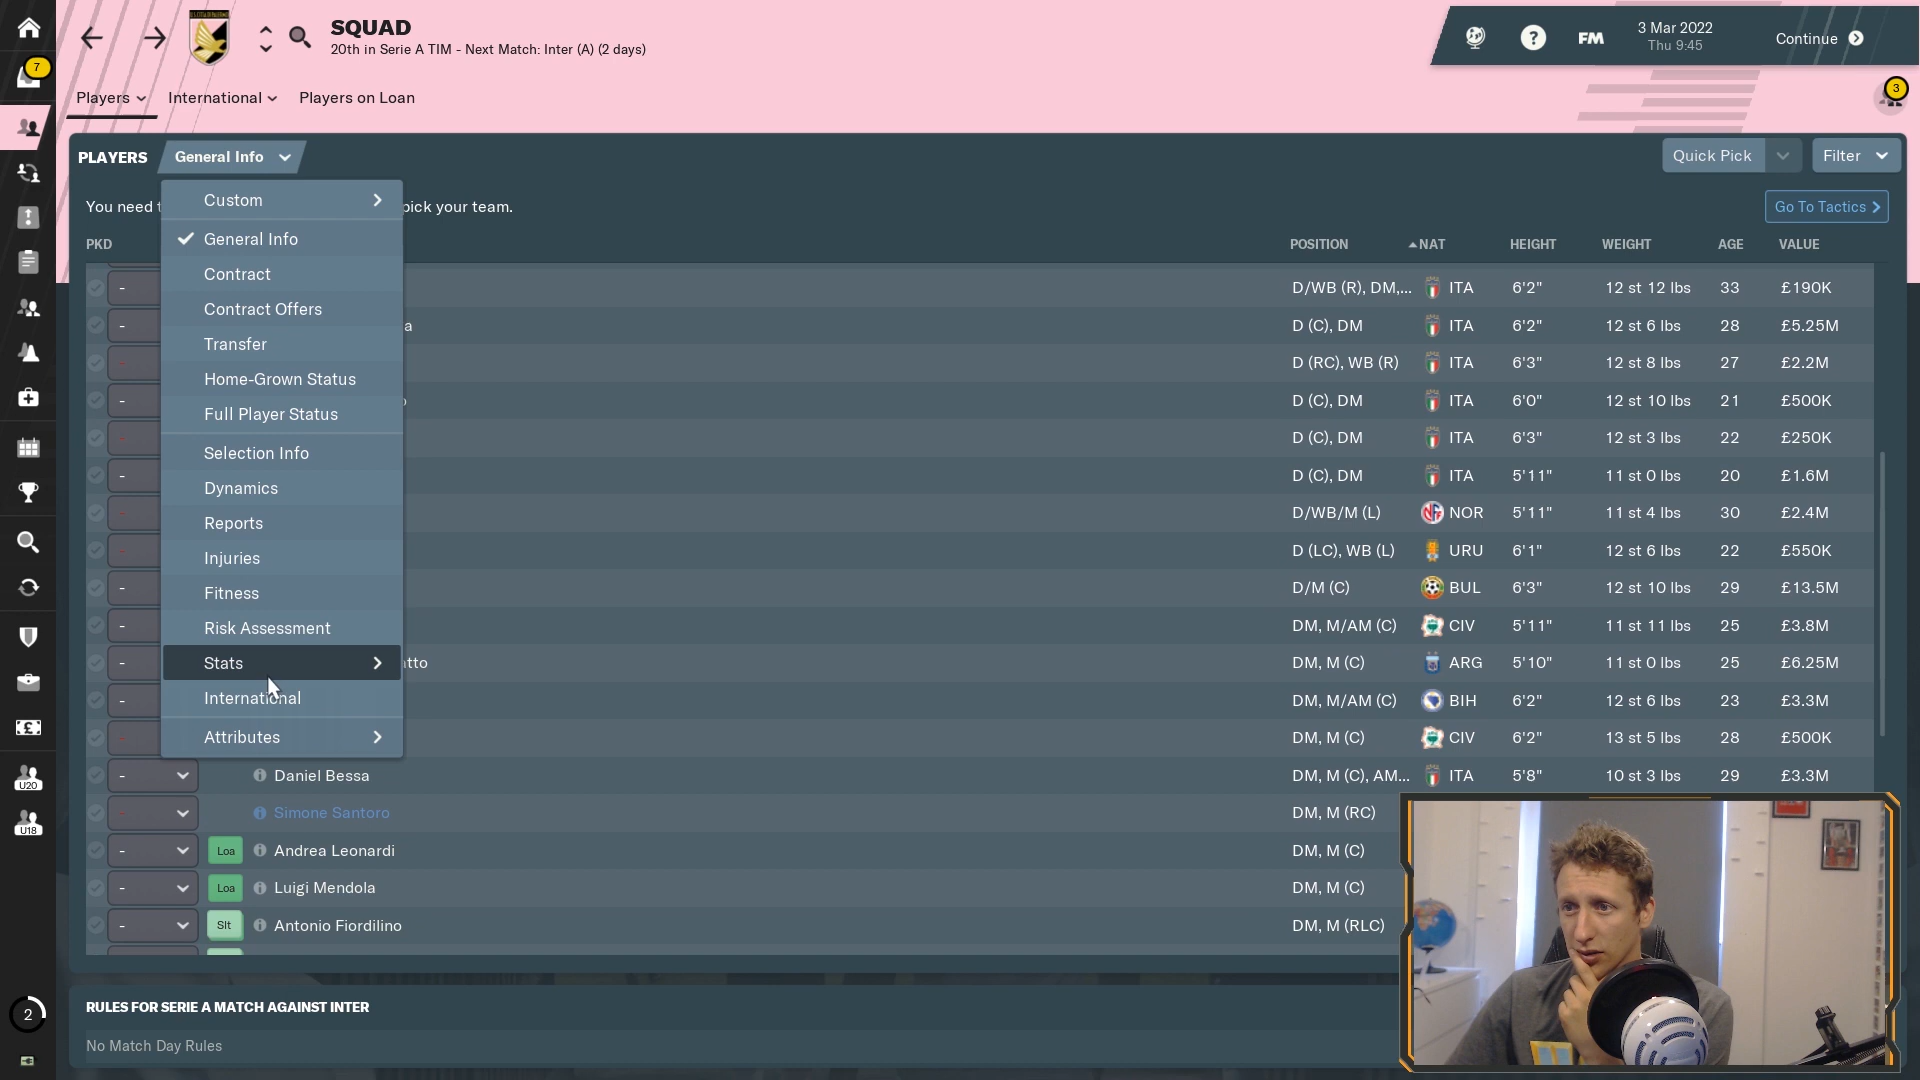 SQUAD
20th in Serie A TIM - Next Match: Inter (A) (2 days)
FM
3 Mar 2022
Thu 9:45
Continue
7
3
Players
International
Players on Loan
PLAYERS
General Info
Quick Pick
Filter
You need
pick your team.
Go To Tactics
PKD
POSITION
NAT
HEIGHT
WEIGHT
AGE
VALUE
Custom
General Info
Contract
Contract Offers
Transfer
Home-Grown Status
Full Player Status
Selection Info
Dynamics
Reports
Injuries
Fitness
Risk Assessment
Stats
International
Attributes
- D/WB (R), DM,... ITA 6'2" 12 st 12 lbs 33 £190K
- D (C), DM ITA 6'2" 12 st 6 lbs 28 £5.25M
- D (RC), WB (R) ITA 6'3" 12 st 8 lbs 27 £2.2M
- D (C), DM ITA 6'0" 12 st 10 lbs 21 £500K
- D (C), DM ITA 6'3" 12 st 3 lbs 22 £250K
- D (C), DM ITA 5'11" 11 st 0 lbs 20 £1.6M
- D/WB/M (L) NOR 5'11" 11 st 4 lbs 30 £2.4M
- D (LC), WB (L) URU 6'1" 12 st 6 lbs 22 £550K
- D/M (C) BUL 6'3" 12 st 10 lbs 29 £13.5M
- DM, M/AM (C) CIV 5'11" 11 st 11 lbs 25 £3.8M
- DM, M (C) ARG 5'10" 11 st 0 lbs 25 £6.25M
- DM, M/AM (C) BIH 6'2" 12 st 6 lbs 23 £3.3M
- DM, M (C) CIV 6'2" 13 st 5 lbs 28 £500K
- Daniel Bessa DM, M (C), AM... ITA 5'8" 10 st 3 lbs 29 £3.3M
- Simone Santoro DM, M (RC)
- Loa Andrea Leonardi DM, M (C)
- Loa Luigi Mendola DM, M (C)
- Slt Antonio Fiordilino DM, M (RLC)
U20
U18
2
RULES FOR SERIE A MATCH AGAINST INTER
No Match Day Rules